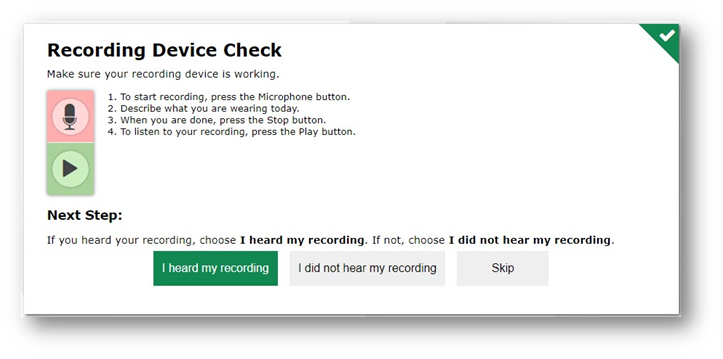 Recording Device Check
Make sure your recording device is working.
1. To start recording, press the Microphone button.
2. Describe what you are wearing today.
3. When you are done, press the Stop button.
4. To listen to your recording, press the Play button.
Next Step:
If you heard your recording, choose I heard my recording. If not, choose I did not hear my recording.
I heard my recording
I did not hear my recording
Skip